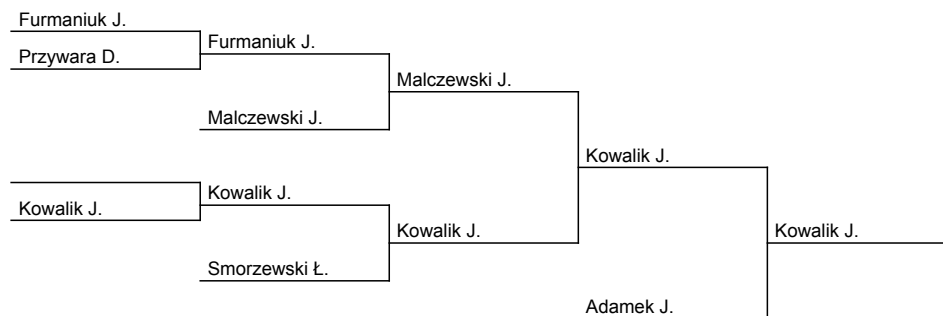 Furmaniuk J.
Przywara D.
Furmaniuk J.
Malczewski J.
Malczewski J.
Kowalik J.
Kowalik J.
Kowalik J.
Smorzewski Ł.
Kowalik J.
Kowalik J.
Adamek J.